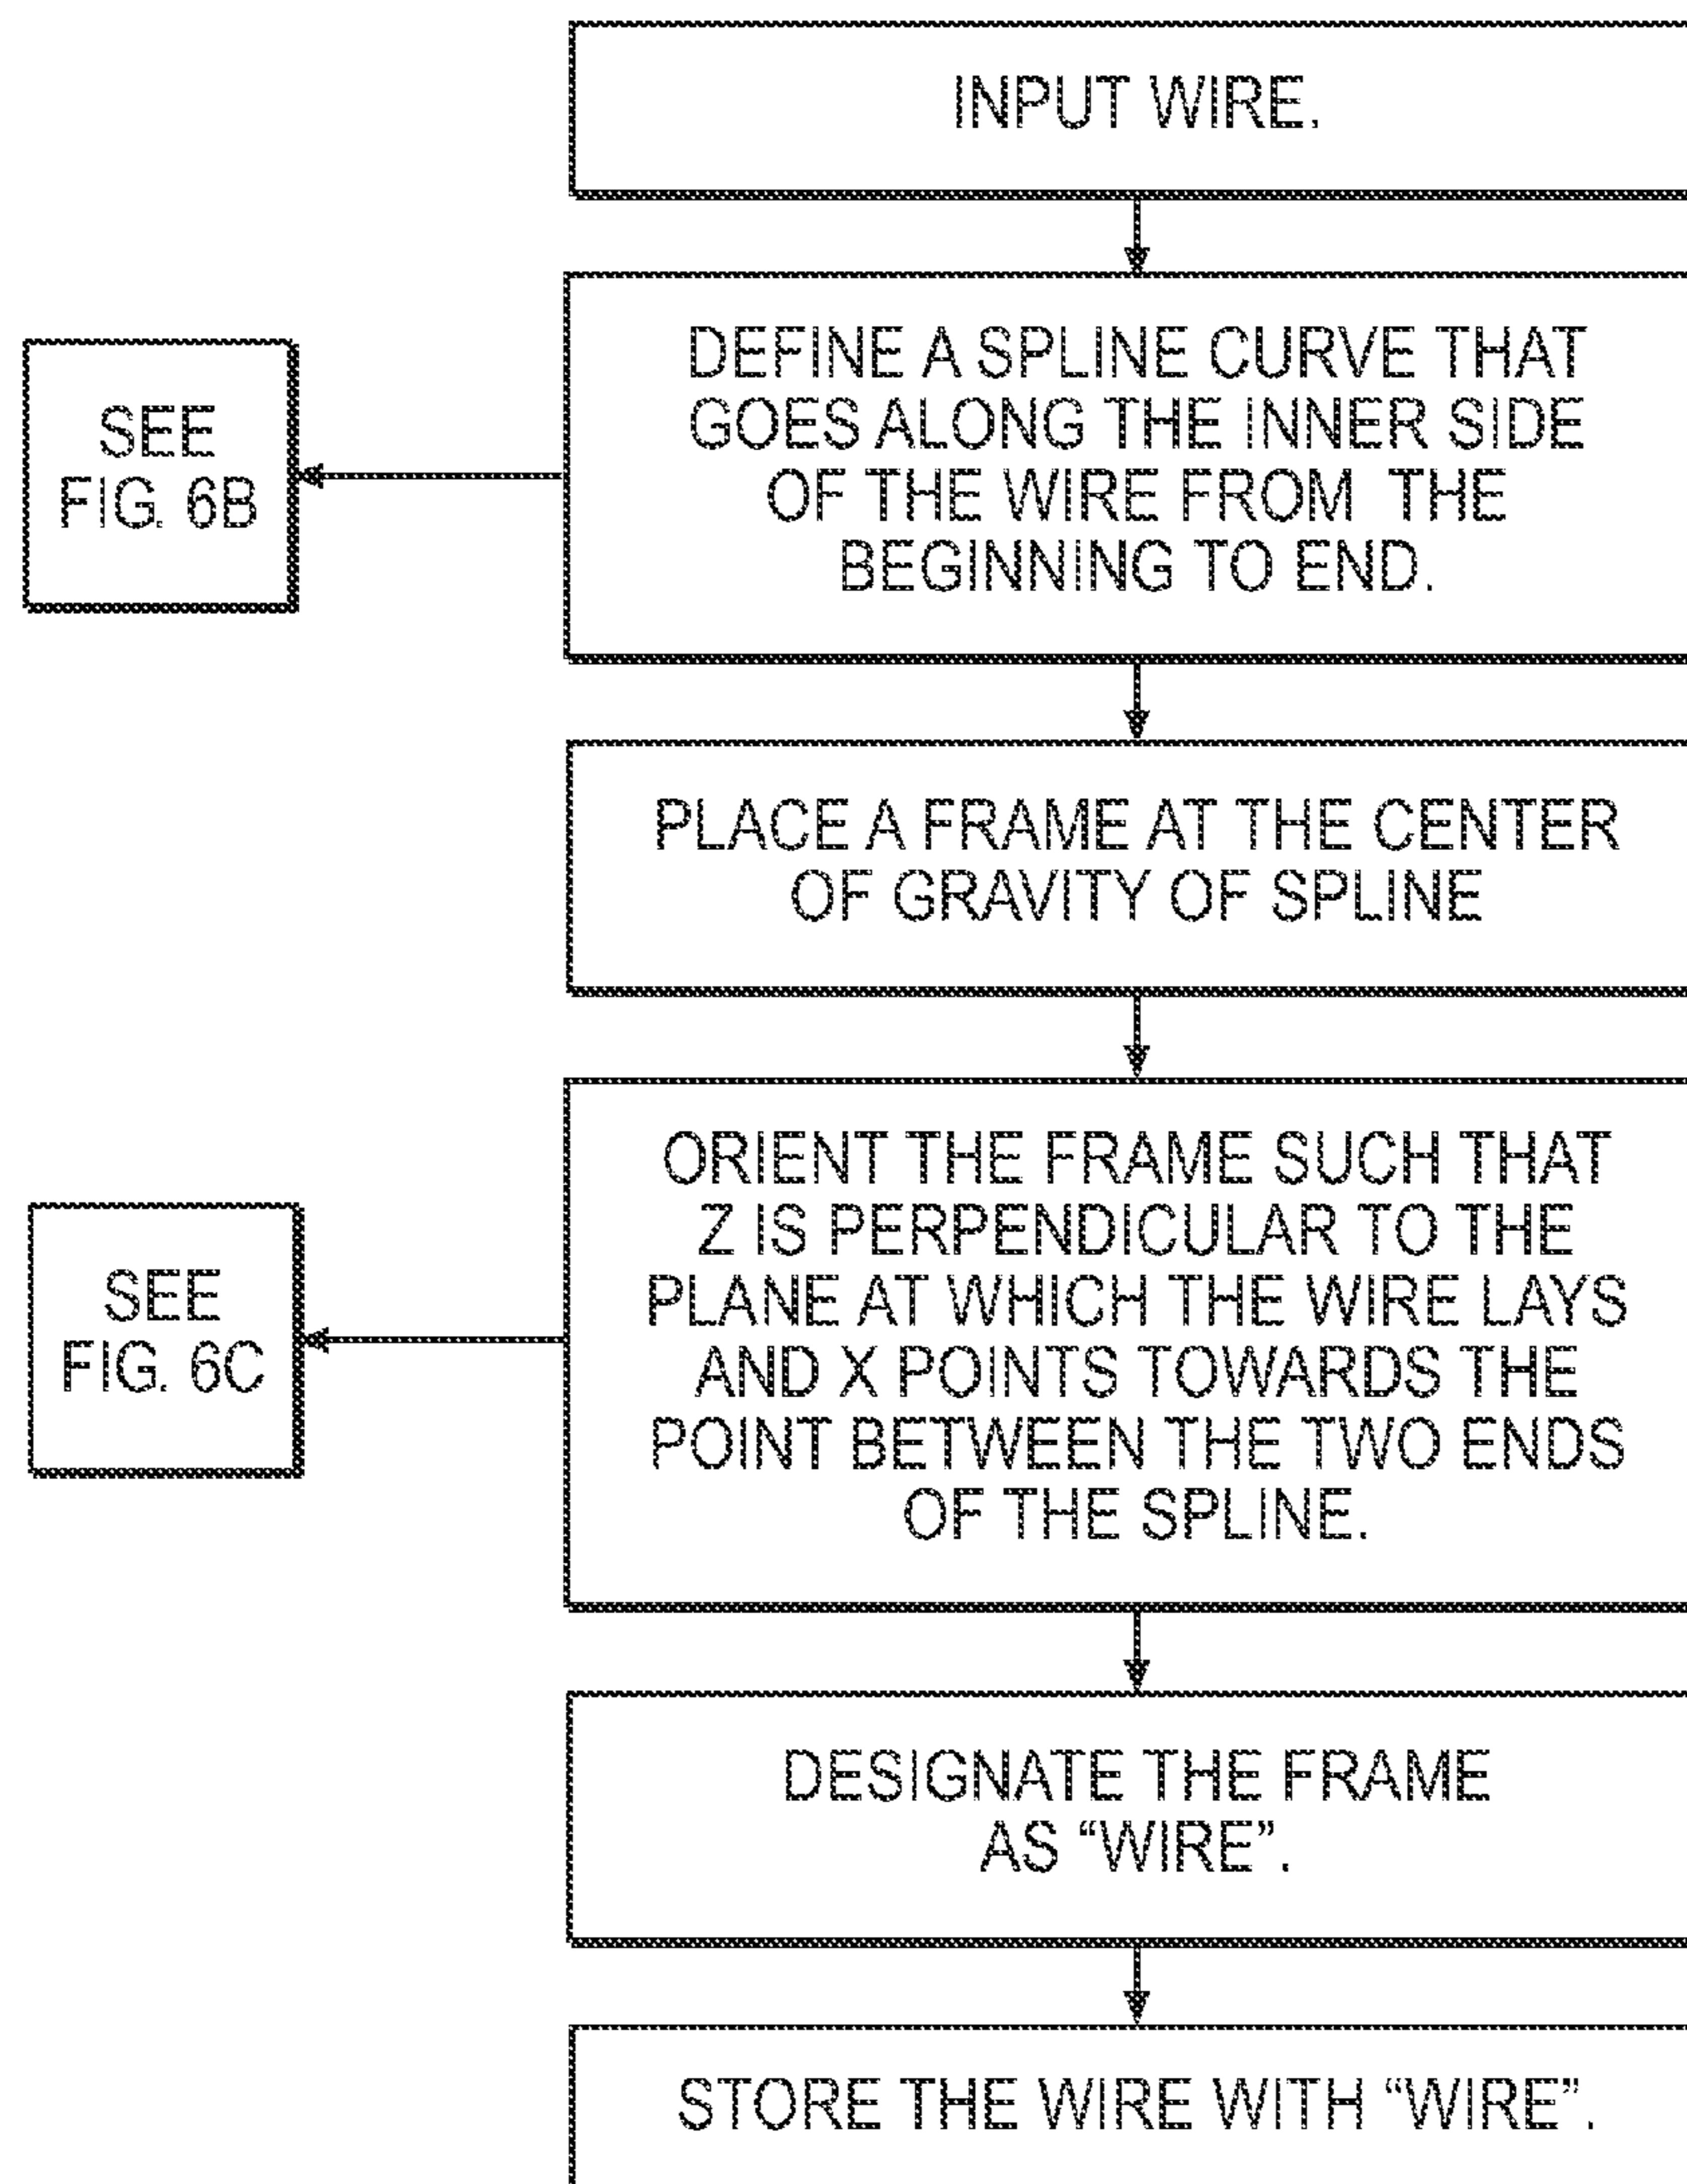 INPUT WIRE.
DEFINE A SPLINE CURVE THAT
GOES ALONG THE INNER SIDE
OF THE WIRE FROM THE
BEGINNING TO END.
SEE
FIG. 6B
PLACE A FRAME AT THE CENTER
OF GRAVITY OF SPLINE
ORIENT THE FRAME SUCH THAT
Z IS PERPENDICULAR TO THE
PLANE AT WHICH THE WIRE LAYS
AND X POINTS TOWARDS THE
POINT BETWEEN THE TWO ENDS
OF THE SPLINE.
SEE
FIG. 6C
DESIGNATE THE FRAME
AS “WIRE”.
STORE THE WIRE WITH “WIRE”.